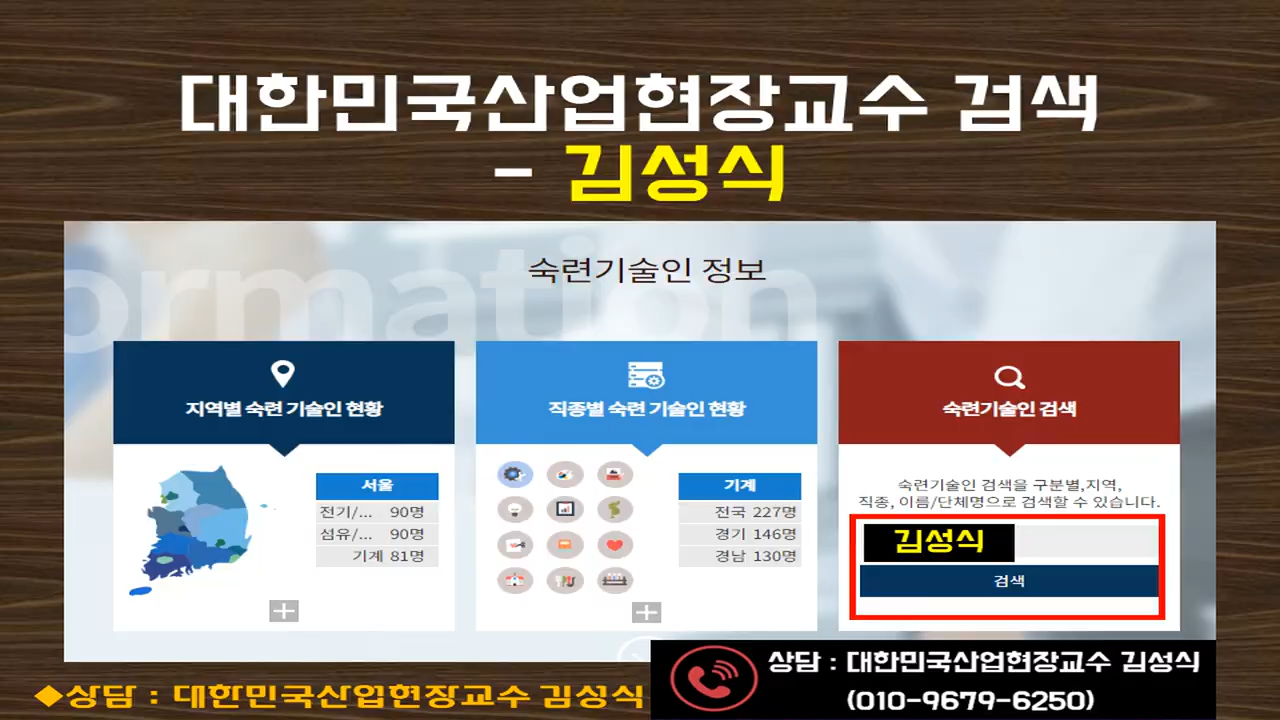 대한민국산업현장교수 검색
- 김성식
ormation
숙련기술인 정보
지역별 숙련 기술인 현황
서울
전기/... 90명
섬유/... 90명
기계 81명
직종별 숙련 기술인 현황
기계
전국 227명
경기 146명
경남 130명
숙련기술인 검색
숙련기술인 검색을 구분별,지역,
직종, 이름/단체명으로 검색할 수 있습니다.
김성식
검색
◆상담 : 대한민국산업현장교수 김성식
상담 : 대한민국산업현장교수 김성식
(010-9679-6250)